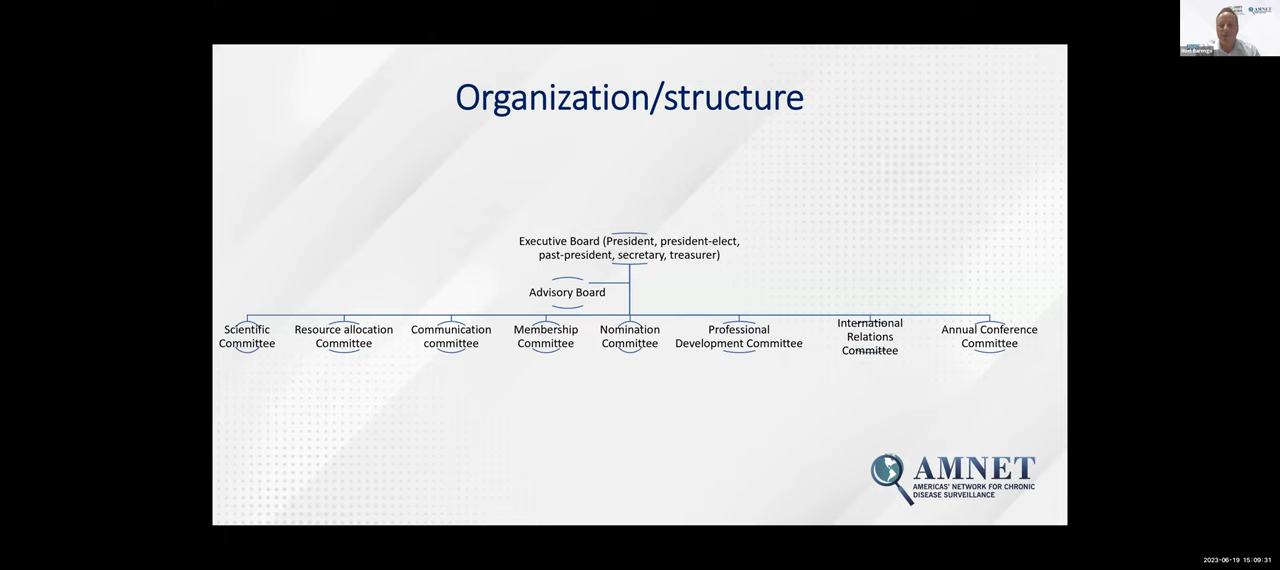 Organization/structure
Executive Board (President, president-elect,
past-president, secretary, treasurer)
Advisory Board
Scientific
Committee
Resource allocation
Committee
Communication
committee
Membership
Committee
Nomination
Committee
Professional
Development Committee
International
Relations
Committee
Annual Conference
Committee
AMNET
AMERICAS' NETWORK FOR CHRONIC
DISEASE SURVEILLANCE
AMNET
2023-06-19 15:09:31